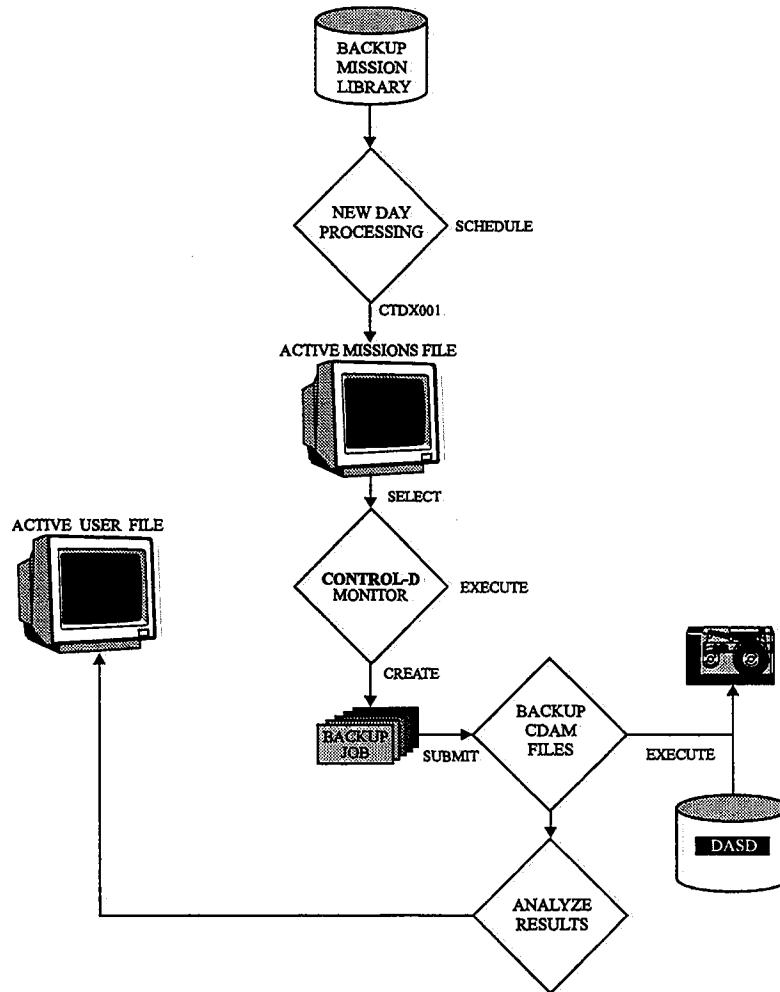 BACKUP
MISSION
LIBRARY
NEW DAY
PROCESSING
SCHEDULE
CTDX001
ACTIVE MISSIONS FILE
SELECT
ACTIVE USER FILE
CONTROL-D
MONITOR
EXECUTE
CREATE
BACKUP
JOB
SUBMIT
BACKUP
CDAM
FILES
EXECUTE
DASD
ANALYZE
RESULTS